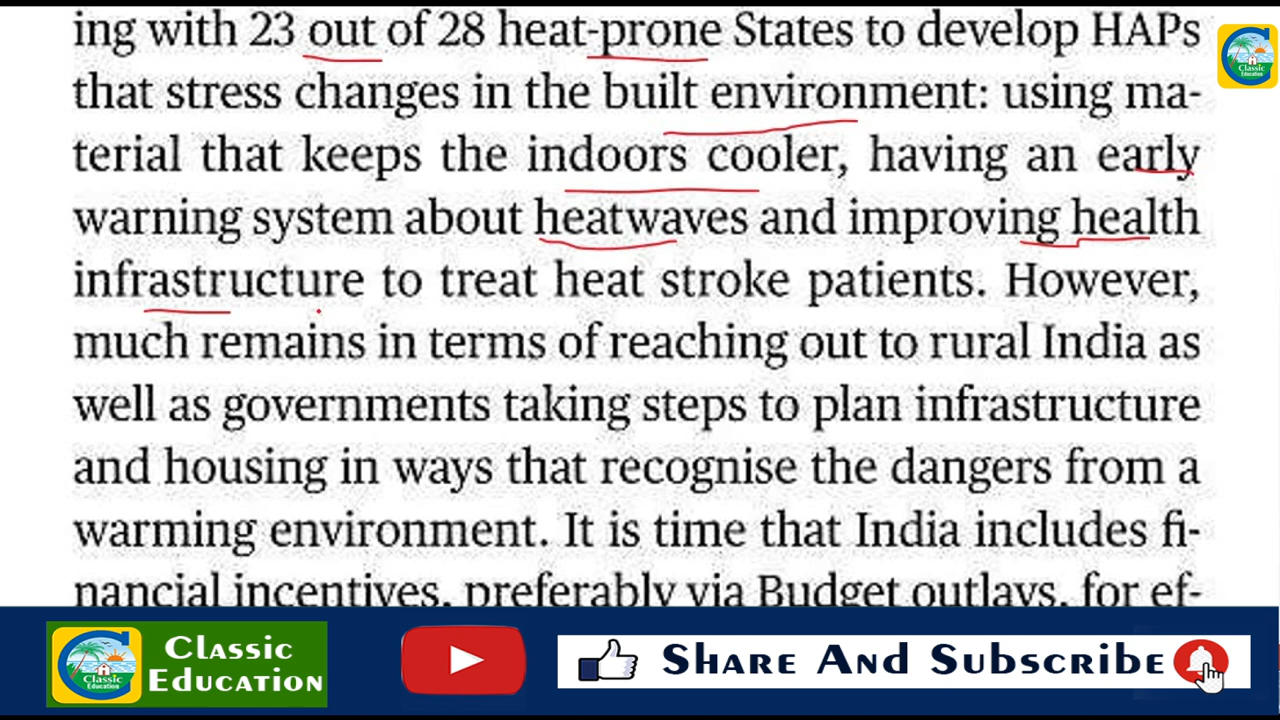 ing with 23 out of 28 heat-prone States to develop HAPs
that stress changes in the built environment: using ma-
terial that keeps the indoors cooler, having an early
warning system about heatwaves and improving health
infrastructure to treat heat stroke patients. However,
much remains in terms of reaching out to rural India as
well as governments taking steps to plan infrastructure
and housing in ways that recognise the dangers from a
warming environment. It is time that India includes fi-
nancial incentives, preferably via Budget outlays, for ef-
Classic
Education
Classic
Education
Classic
Education
Share And Subscribe